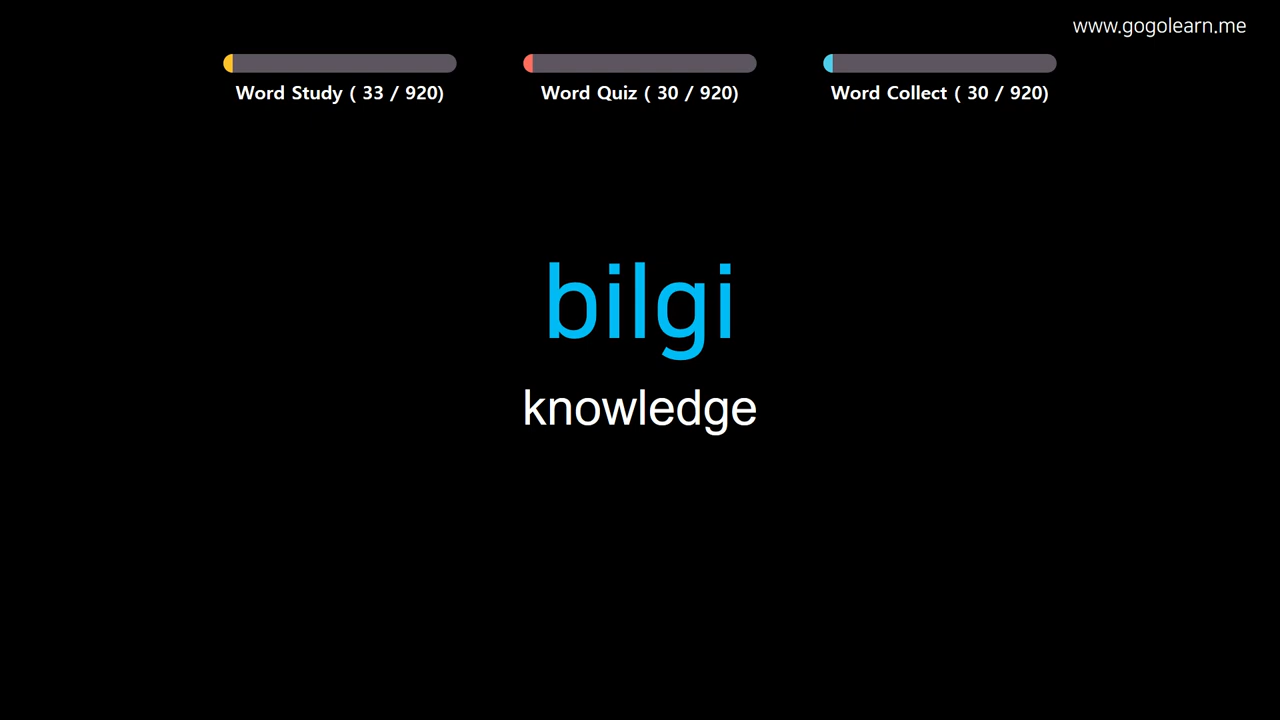 www.gogolearn.me
Word Study ( 33 / 920)
Word Quiz ( 30 / 920)
Word Collect ( 30 / 920)
bilgi
knowledge